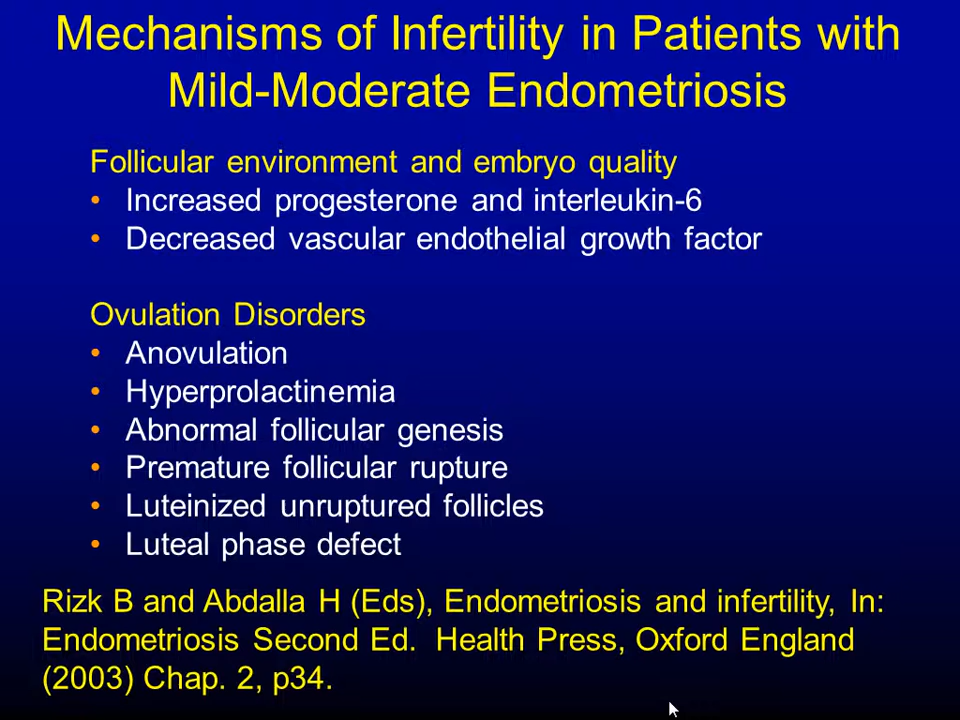 Mechanisms of Infertility in Patients with
Mild-Moderate Endometriosis
Follicular environment and embryo quality
• Increased progesterone and interleukin-6
• Decreased vascular endothelial growth factor
Ovulation Disorders
• Anovulation
• Hyperprolactinemia
• Abnormal follicular genesis
• Premature follicular rupture
• Luteinized unruptured follicles
• Luteal phase defect
Rizk B and Abdalla H (Eds), Endometriosis and infertility, In:
Endometriosis Second Ed. Health Press, Oxford England
(2003) Chap. 2, p34.